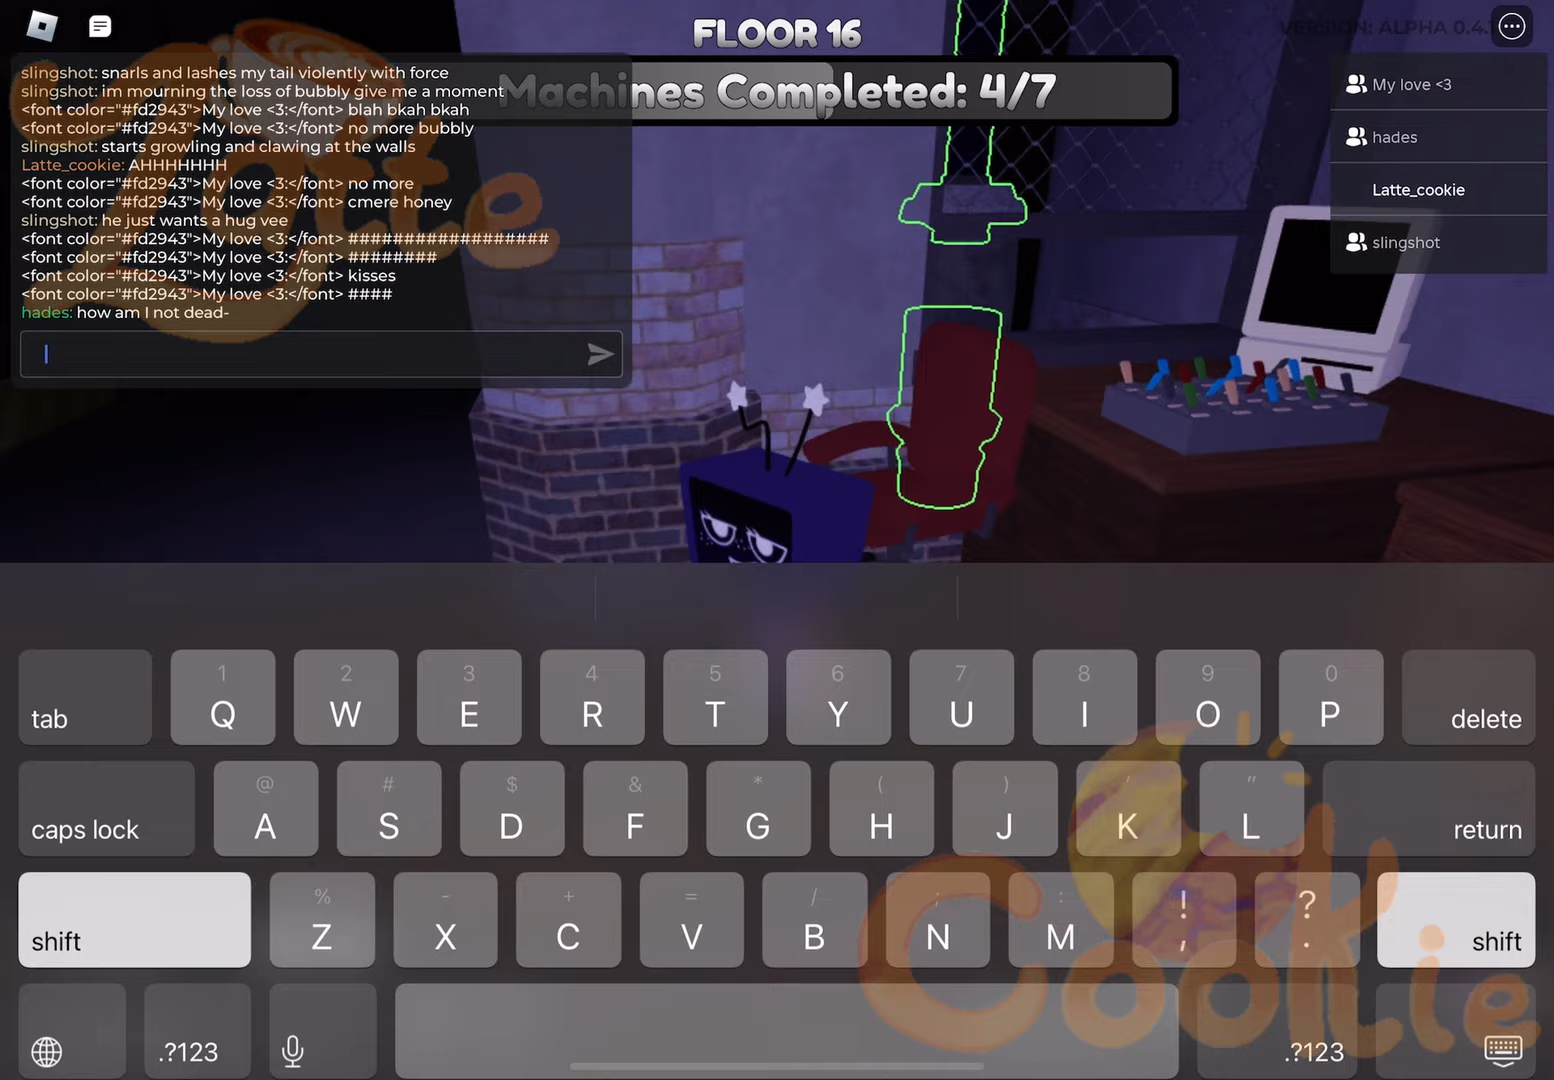 FLOOR 16
VERSION: ALPHA 0.4.
Machines Completed: 4/7
slingshot: snarls and lashes my tail violently with force
slingshot: im mourning the loss of bubbly give me a moment
<font color="#fd2943">My love <3:</font> blah bkah bkah
<font color="#fd2943">My love <3:</font> no more bubbly
slingshot: starts growling and clawing at the walls
Latte_cookie: AHHHHHHH
<font color="#fd2943">My love <3:</font> no more
<font color="#fd2943">My love <3:</font> cmere honey
slingshot: he just wants a hug vee
<font color="#fd2943">My love <3:</font> ##################
<font color="#fd2943">My love <3:</font> ########
<font color="#fd2943">My love <3:</font> kisses
<font color="#fd2943">My love <3:</font> ####
hades: how am I not dead-
My love <3
hades
Latte_cookie
slingshot
Latte
1 2 3 4 5 6 7 8 9 0
tab Q W E R T Y U I O P delete
@ # $ & * ( ) ' "
caps lock A S D F G H J K L return
% - + = / ; : ! ?
shift Z X C V B N M , . shift
.?123 .?123
Cookie